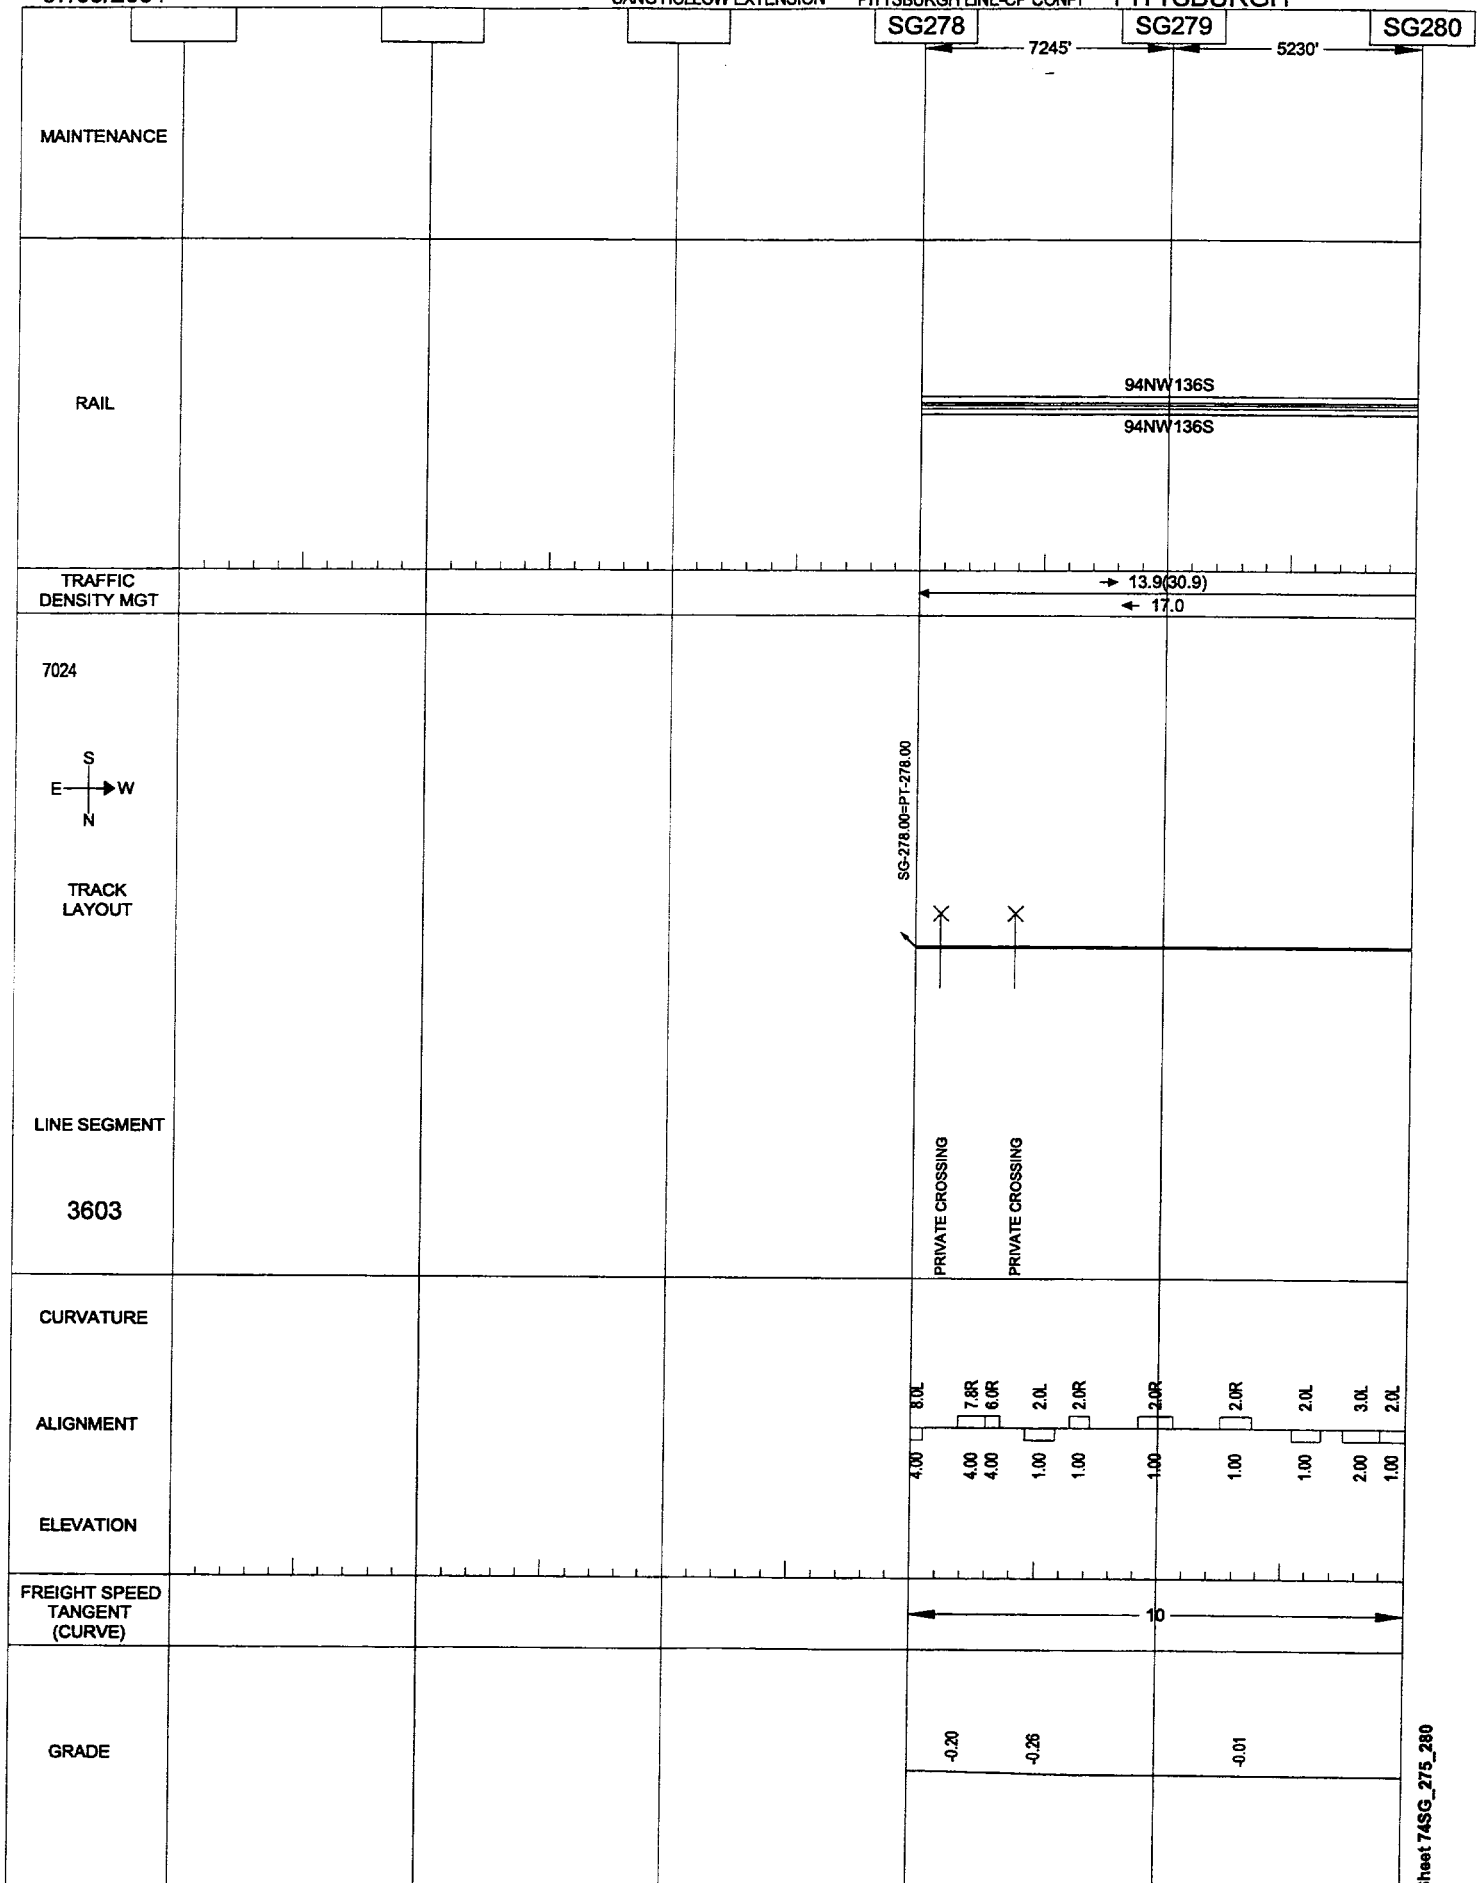 PITTSBURGH
SG278 SG279 SG280
7245' 5230'
MAINTENANCE
RAIL
94NW136S
94NW136S
TRAFFIC
DENSITY MGT
13.9(30.9)
17.0
7024
S
E W
N
SG-278.00=PT-278.00
TRACK
LAYOUT
LINE SEGMENT
3603
PRIVATE CROSSING
PRIVATE CROSSING
CURVATURE
8.0L 7.8R 6.0R 2.0L 2.0R 2.0R 2.0R 2.0L 3.0L 2.0L
ALIGNMENT
4.00 4.00 4.00 1.00 1.00 1.00 1.00 1.00 2.00 1.00
ELEVATION
FREIGHT SPEED
TANGENT
(CURVE)
10
GRADE
-0.20 -0.26 -0.01
Sheet 74SG_275_280